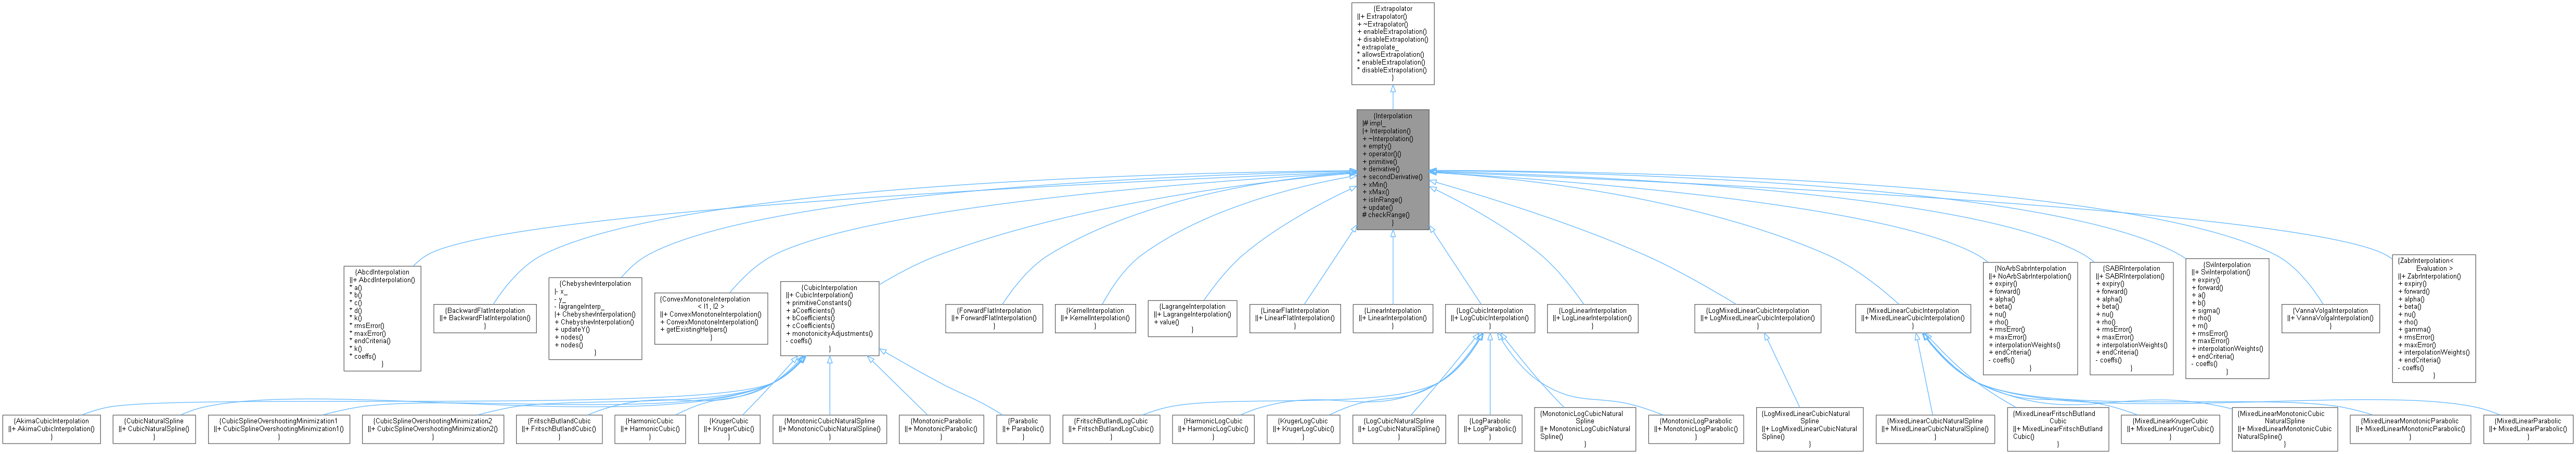 {Extrapolator
||+ Extrapolator()
+ ~Extrapolator()
+ enableExtrapolation()
+ disableExtrapolation()
* extrapolate_
* allowsExtrapolation()
* enableExtrapolation()
* disableExtrapolation()
}
{Interpolation
|# impl_
|+ Interpolation()
+ ~Interpolation()
+ empty()
+ operator()()
+ primitive()
+ derivative()
+ secondDerivative()
+ xMin()
+ xMax()
+ isInRange()
+ update()
# checkRange()
}
{AbcdInterpolation
||+ AbcdInterpolation()
* a()
* b()
* c()
* d()
* k()
* rmsError()
* maxError()
* endCriteria()
* k()
* coeffs()
}
{BackwardFlatInterpolation
||+ BackwardFlatInterpolation()
}
{ChebyshevInterpolation
|- x_
- y_
- lagrangeInterp_
|+ ChebyshevInterpolation()
+ ChebyshevInterpolation()
+ updateY()
+ nodes()
+ nodes()
}
{ConvexMonotoneInterpolation
< I1, I2 >
||+ ConvexMonotoneInterpolation()
+ ConvexMonotoneInterpolation()
+ getExistingHelpers()
}
{CubicInterpolation
||+ CubicInterpolation()
+ primitiveConstants()
+ aCoefficients()
+ bCoefficients()
+ cCoefficients()
+ monotonicityAdjustments()
- coeffs()
}
{ForwardFlatInterpolation
||+ ForwardFlatInterpolation()
}
{KernelInterpolation
||+ KernelInterpolation()
}
{LagrangeInterpolation
||+ LagrangeInterpolation()
+ value()
}
{LinearFlatInterpolation
||+ LinearFlatInterpolation()
}
{LinearInterpolation
||+ LinearInterpolation()
}
{LogCubicInterpolation
||+ LogCubicInterpolation()
}
{LogLinearInterpolation
||+ LogLinearInterpolation()
}
{LogMixedLinearCubicInterpolation
||+ LogMixedLinearCubicInterpolation()
}
{MixedLinearCubicInterpolation
||+ MixedLinearCubicInterpolation()
}
{NoArbSabrInterpolation
||+ NoArbSabrInterpolation()
+ expiry()
+ forward()
+ alpha()
+ beta()
+ nu()
+ rho()
+ rmsError()
+ maxError()
+ interpolationWeights()
+ endCriteria()
- coeffs()
}
{SABRInterpolation
||+ SABRInterpolation()
+ expiry()
+ forward()
+ alpha()
+ beta()
+ nu()
+ rho()
+ rmsError()
+ maxError()
+ interpolationWeights()
+ endCriteria()
- coeffs()
}
{SviInterpolation
||+ SviInterpolation()
+ expiry()
+ forward()
+ a()
+ b()
+ sigma()
+ rho()
+ m()
+ rmsError()
+ maxError()
+ interpolationWeights()
+ endCriteria()
- coeffs()
}
{VannaVolgaInterpolation
||+ VannaVolgaInterpolation()
}
{ZabrInterpolation<
Evaluation >
||+ ZabrInterpolation()
+ expiry()
+ forward()
+ alpha()
+ beta()
+ nu()
+ rho()
+ gamma()
+ rmsError()
+ maxError()
+ interpolationWeights()
+ endCriteria()
- coeffs()
}
{AkimaCubicInterpolation
||+ AkimaCubicInterpolation()
}
{CubicNaturalSpline
||+ CubicNaturalSpline()
}
{CubicSplineOvershootingMinimization1
||+ CubicSplineOvershootingMinimization1()
}
{CubicSplineOvershootingMinimization2
||+ CubicSplineOvershootingMinimization2()
}
{FritschButlandCubic
||+ FritschButlandCubic()
}
{HarmonicCubic
||+ HarmonicCubic()
}
{KrugerCubic
||+ KrugerCubic()
}
{MonotonicCubicNaturalSpline
||+ MonotonicCubicNaturalSpline()
}
{MonotonicParabolic
||+ MonotonicParabolic()
}
{Parabolic
||+ Parabolic()
}
{FritschButlandLogCubic
||+ FritschButlandLogCubic()
}
{HarmonicLogCubic
||+ HarmonicLogCubic()
}
{KrugerLogCubic
||+ KrugerLogCubic()
}
{LogCubicNaturalSpline
||+ LogCubicNaturalSpline()
}
{LogParabolic
||+ LogParabolic()
}
{MonotonicLogCubicNatural
Spline
||+ MonotonicLogCubicNatural
Spline()
}
{MonotonicLogParabolic
||+ MonotonicLogParabolic()
}
{LogMixedLinearCubicNatural
Spline
||+ LogMixedLinearCubicNatural
Spline()
}
{MixedLinearCubicNaturalSpline
||+ MixedLinearCubicNaturalSpline()
}
{MixedLinearFritschButland
Cubic
||+ MixedLinearFritschButland
Cubic()
}
{MixedLinearKrugerCubic
||+ MixedLinearKrugerCubic()
}
{MixedLinearMonotonicCubic
NaturalSpline
||+ MixedLinearMonotonicCubic
NaturalSpline()
}
{MixedLinearMonotonicParabolic
||+ MixedLinearMonotonicParabolic()
}
{MixedLinearParabolic
||+ MixedLinearParabolic()
}